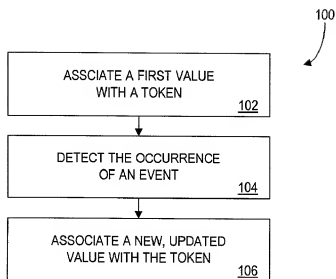 100
ASSCIATE A FIRST VALUE
WITH A TOKEN
102
DETECT THE OCCURRENCE
OF AN EVENT
104
ASSOCIATE A NEW, UPDATED
VALUE WITH THE TOKEN
106